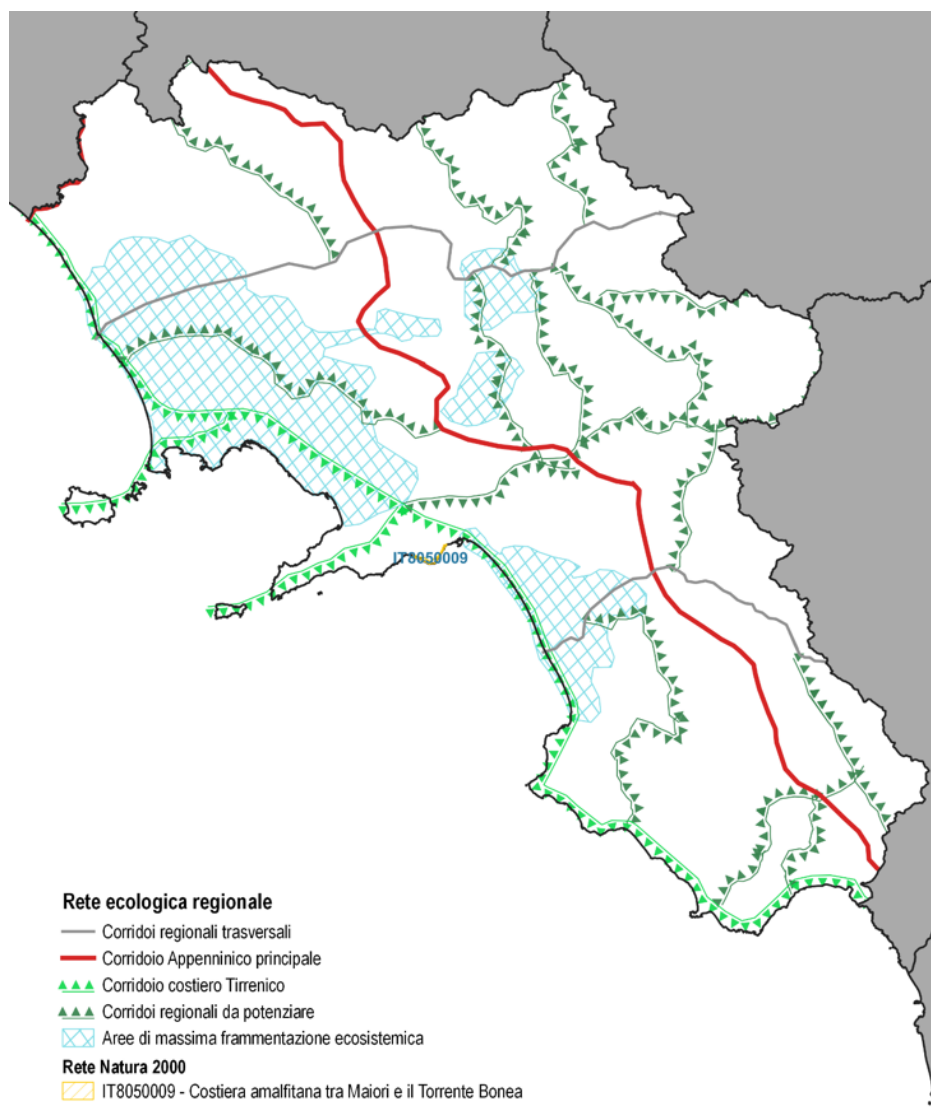 IT8050009
Rete ecologica regionale
Corridoi regionali trasversali
Corridoio Appenninico principale
Corridoio costiero Tirrenico
Corridoi regionali da potenziare
Aree di massima frammentazione ecosistemica
Rete Natura 2000
IT8050009 - Costiera amalfitana tra Maiori e il Torrente Bonea